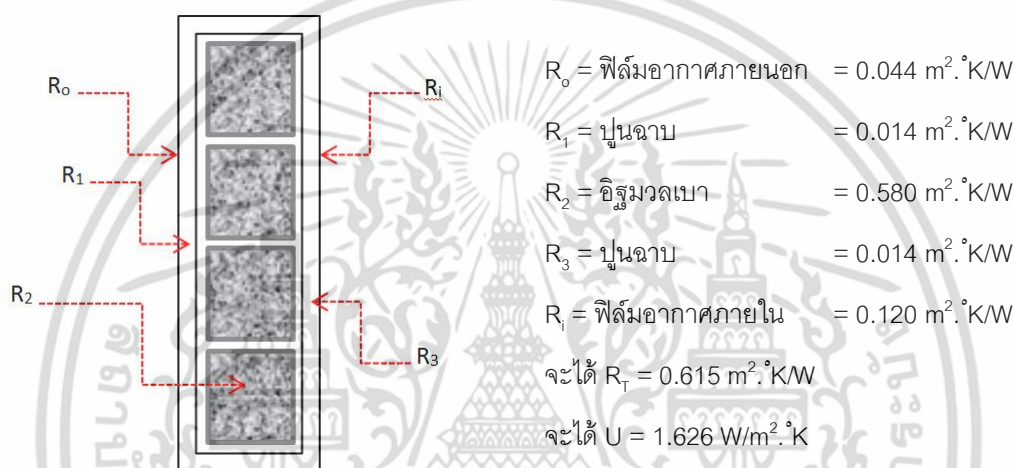 Rₒ
R₁
R₂
Rᵢ
R₃
Rₒ = ฟิล์มอากาศภายนอก = 0.044 m².°K/W
R₁ = ปูนฉาบ = 0.014 m².°K/W
R₂ = อิฐมวลเบา = 0.580 m².°K/W
R₃ = ปูนฉาบ = 0.014 m².°K/W
Rᵢ = ฟิล์มอากาศภายใน = 0.120 m².°K/W
จะได้ R_T = 0.615 m².°K/W
จะได้ U = 1.626 W/m².°K